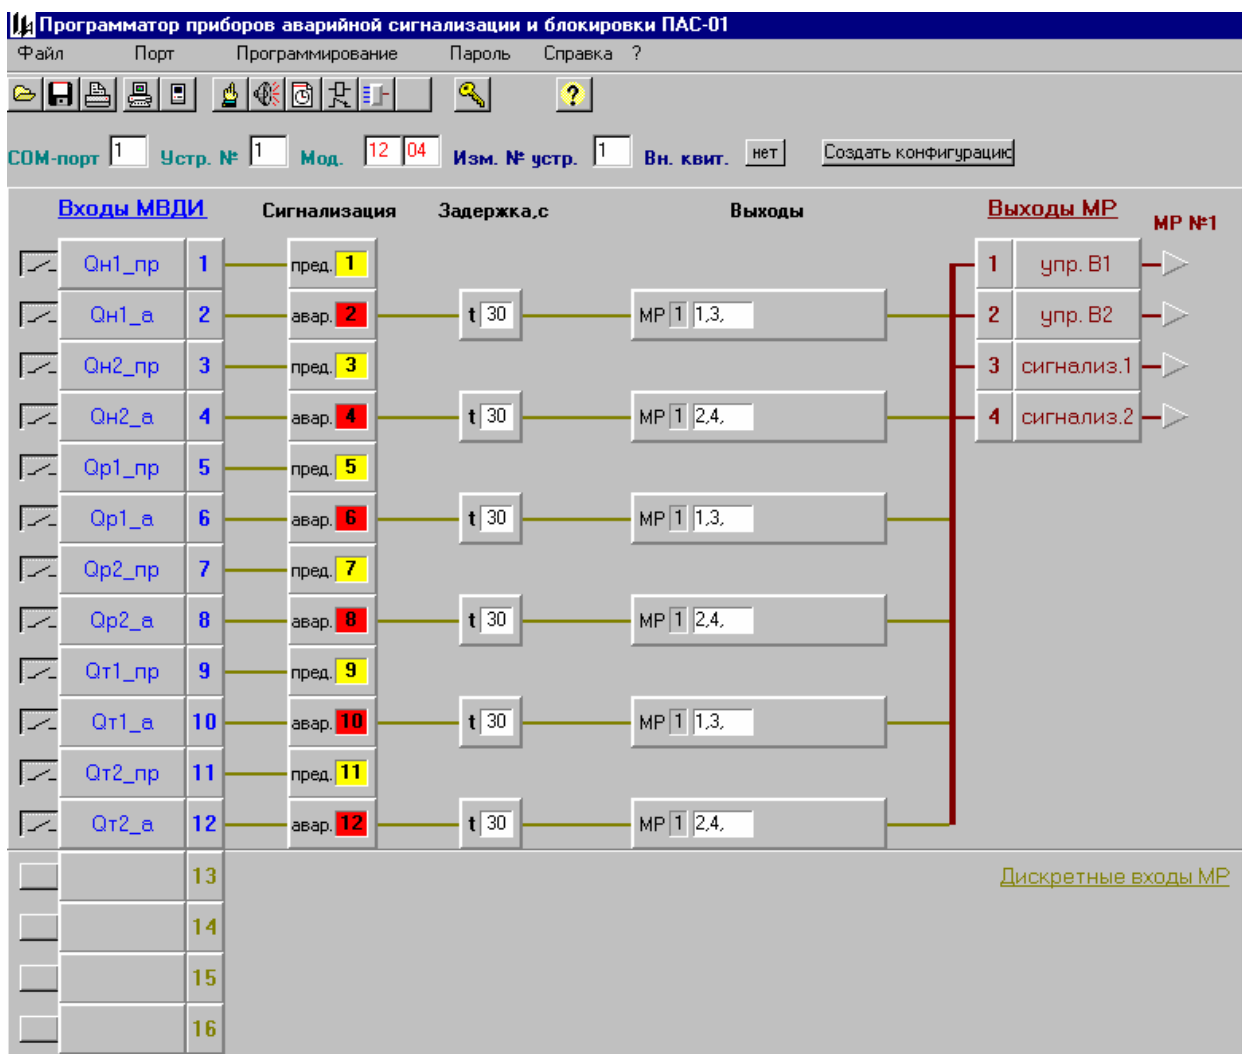 Программатор приборов аварийной сигнализации и блокировки ПАС-01
Файл Порт Программирование Пароль Справка ?
COM-порт 1 Устр. № 1 Мод. 12 04 Изм. № устр. 1 Вн. квит. нет Создать конфигурацию
Входы МВДИ Сигнализация Задержка,с Выходы Выходы МР МР №1
Qн1_пр 1 пред. 1 1 упр. В1
Qн1_а 2 авар. 2 t 30 МР 1 1,3, 2 упр. В2
Qн2_пр 3 пред. 3 3 сигнализ.1
Qн2_а 4 авар. 4 t 30 МР 1 2,4, 4 сигнализ.2
Qр1_пр 5 пред. 5
Qр1_а 6 авар. 6 t 30 МР 1 1,3,
Qр2_пр 7 пред. 7
Qр2_а 8 авар. 8 t 30 МР 1 2,4,
Qт1_пр 9 пред. 9
Qт1_а 10 авар. 10 t 30 МР 1 1,3,
Qт2_пр 11 пред. 11
Qт2_а 12 авар. 12 t 30 МР 1 2,4,
13 Дискретные входы МР
14
15
16